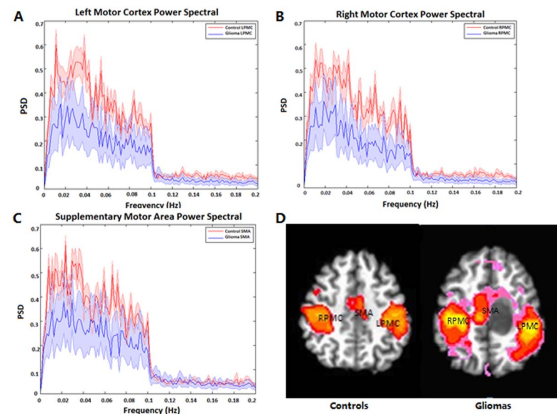 A
Left Motor Cortex Power Spectral
Control LPMC
Glioma LPMC
PSD
0.7
0.6
0.5
0.4
0.3
0.2
0.1
0
0 0.02 0.04 0.06 0.08 0.1 0.12 0.14 0.16 0.18 0.2
Frequency (Hz)
B
Right Motor Cortex Power Spectral
Control RPMC
Glioma RPMC
PSD
0.7
0.6
0.5
0.4
0.3
0.2
0.1
0
0 0.02 0.04 0.06 0.08 0.1 0.12 0.14 0.16 0.18 0.2
Frequency (Hz)
C
Supplementary Motor Area Power Spectral
Control SMA
Glioma SMA
PSD
0.7
0.6
0.5
0.4
0.3
0.2
0.1
0
0 0.02 0.04 0.06 0.08 0.1 0.12 0.14 0.16 0.18 0.2
Frequency (Hz)
D
RPMC SMA LPMC
RPMC SMA LPMC
Controls Gliomas